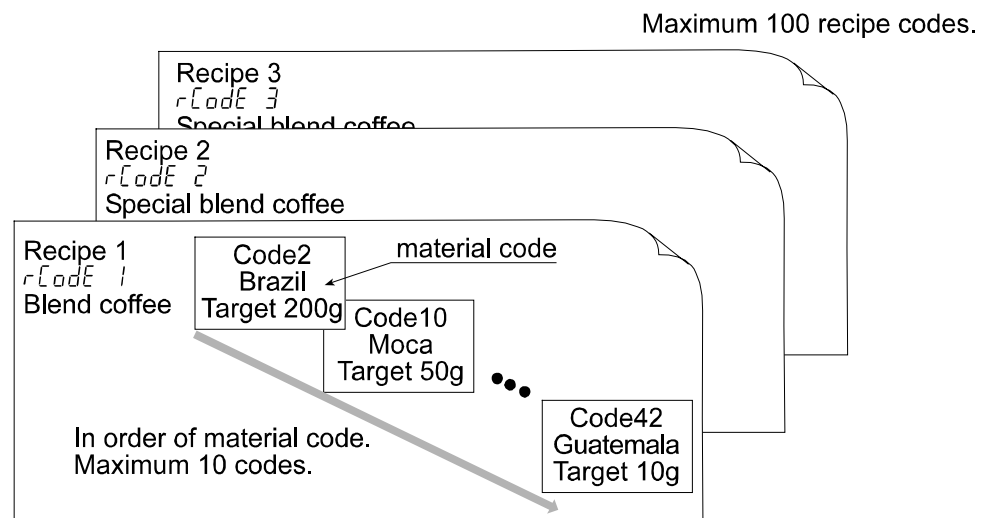 Maximum 100 recipe codes.
Recipe 3
rCodE 3
Special blend coffee
Recipe 2
rCodE 2
Special blend coffee
Recipe 1
rCodE 1
Blend coffee
Code2
Brazil
Target 200g
material code
Code10
Moca
Target 50g
Code42
Guatemala
Target 10g
In order of material code.
Maximum 10 codes.